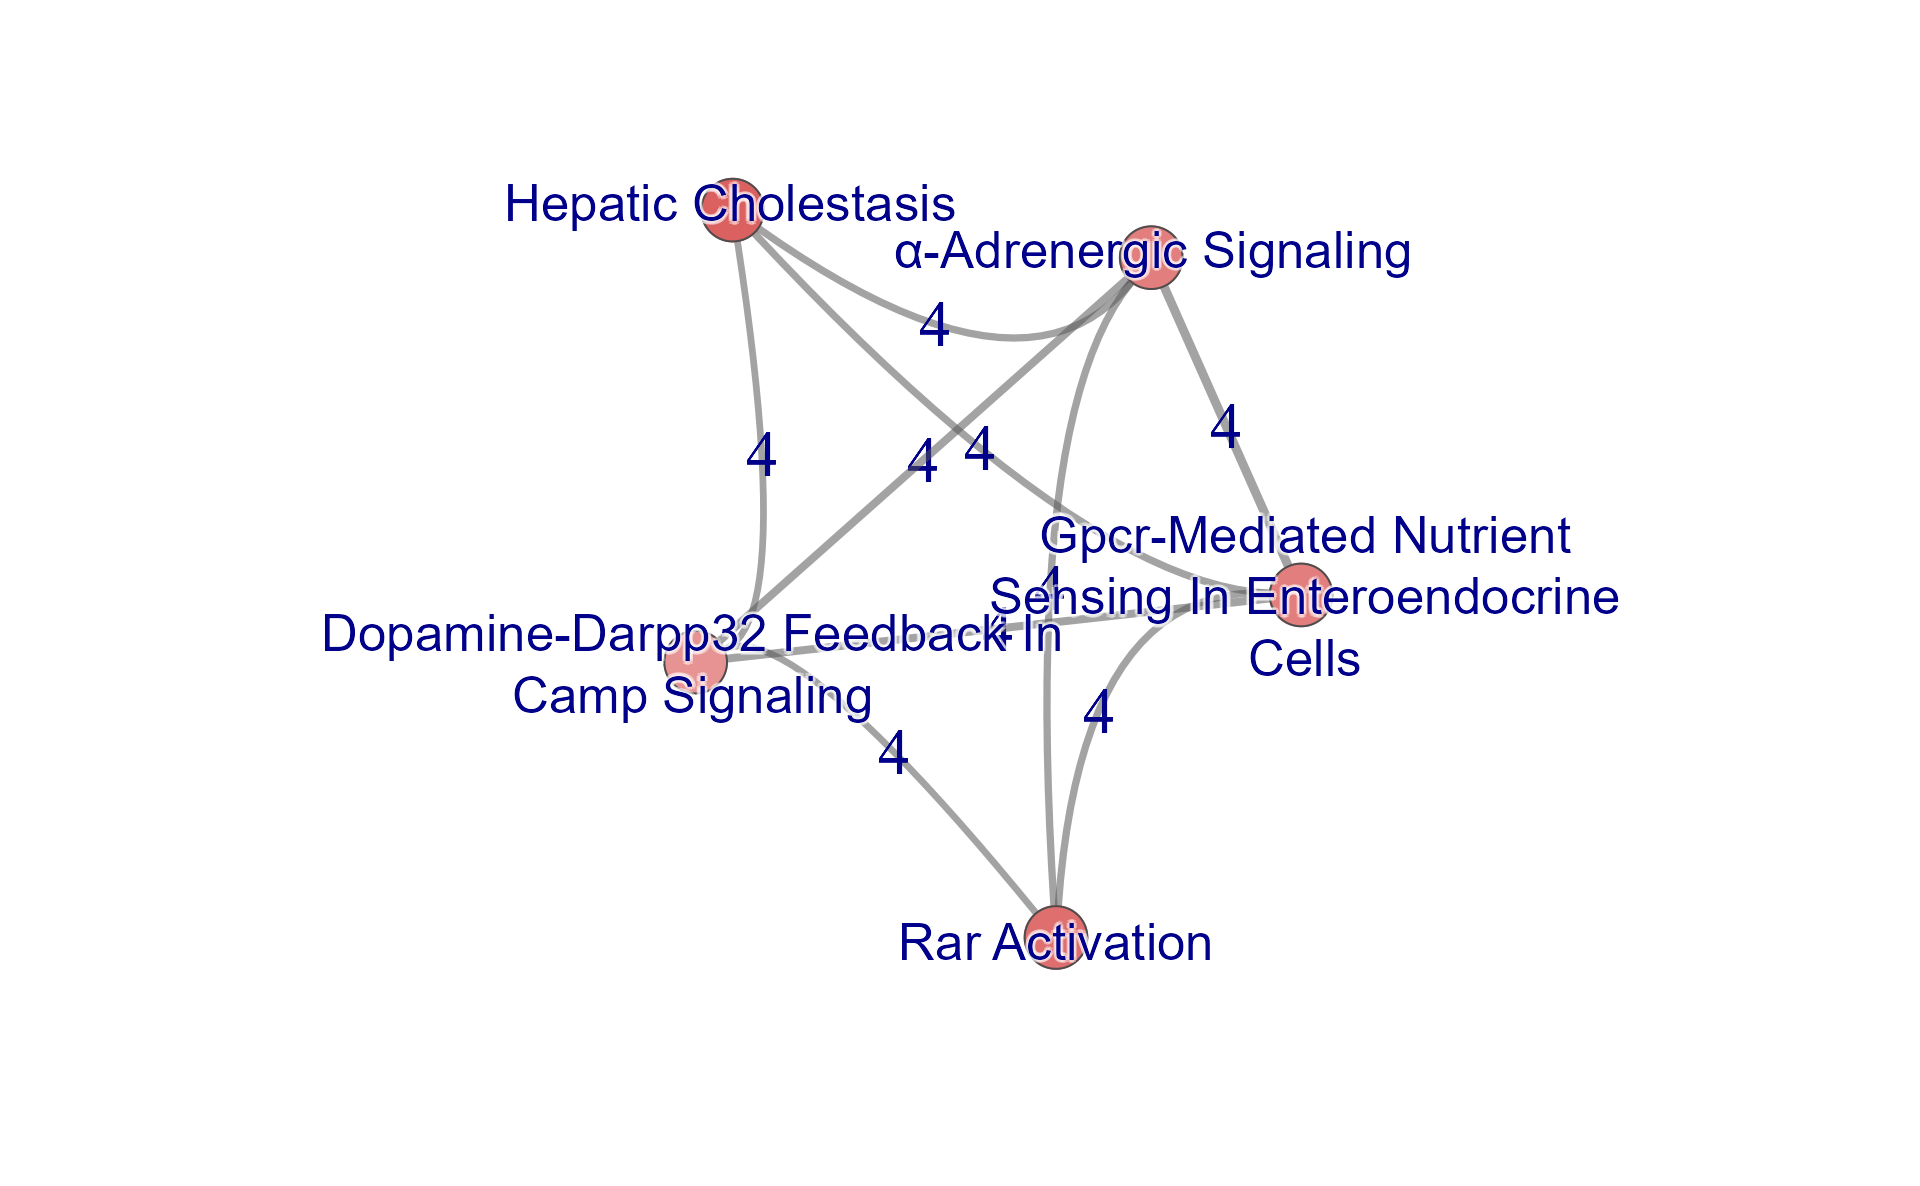 Hepatic Cholestasis
α-Adrenergic Signaling
4
4
4
4
4
Gpcr-Mediated Nutrient
Sensing In Enteroendocrine
Cells
4
4
Dopamine-Darpp32 Feedback In
Camp Signaling
4
4
Rar Activation